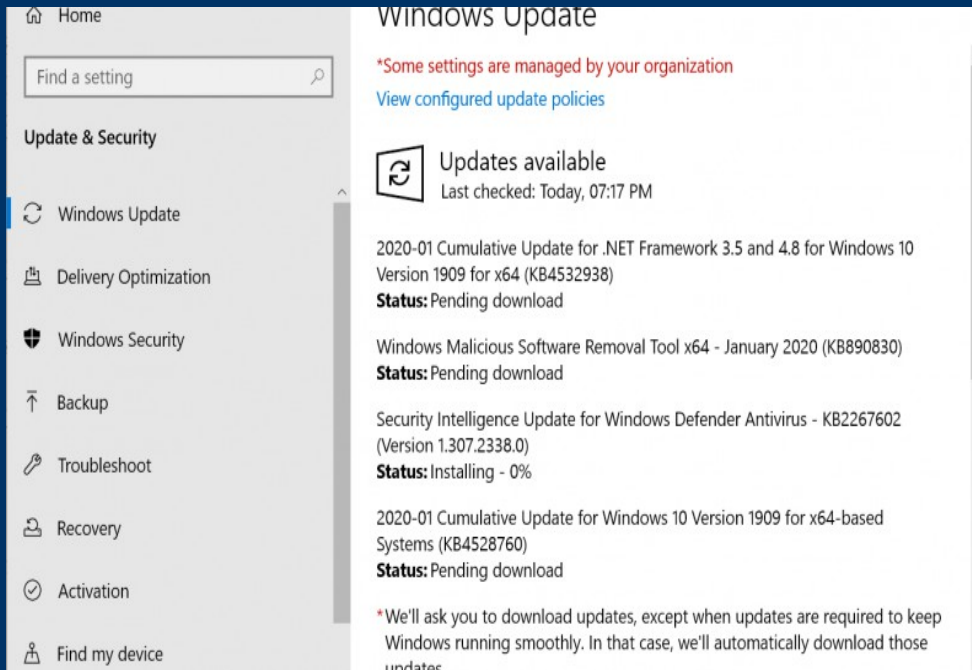 Home
Find a setting
Update & Security
Windows Update
Delivery Optimization
Windows Security
Backup
Troubleshoot
Recovery
Activation
Find my device
Windows Update
*Some settings are managed by your organization
View configured update policies
Updates available
Last checked: Today, 07:17 PM
2020-01 Cumulative Update for .NET Framework 3.5 and 4.8 for Windows 10
Version 1909 for x64 (KB4532938)
Status: Pending download
Windows Malicious Software Removal Tool x64 - January 2020 (KB890830)
Status: Pending download
Security Intelligence Update for Windows Defender Antivirus - KB2267602
(Version 1.307.2338.0)
Status: Installing - 0%
2020-01 Cumulative Update for Windows 10 Version 1909 for x64-based
Systems (KB4528760)
Status: Pending download
*We'll ask you to download updates, except when updates are required to keep
Windows running smoothly. In that case, we'll automatically download those
updates